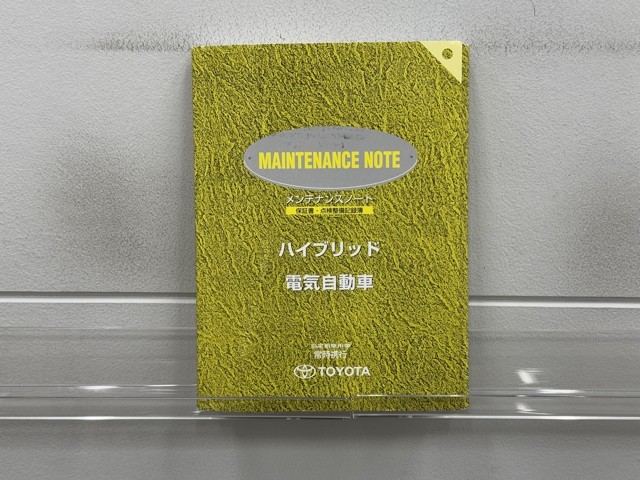 MAINTENANCE NOTE
メンテナンスノート
保証書・点検整備記録簿
ハイブリッド
電気自動車
常時携行
TOYOTA